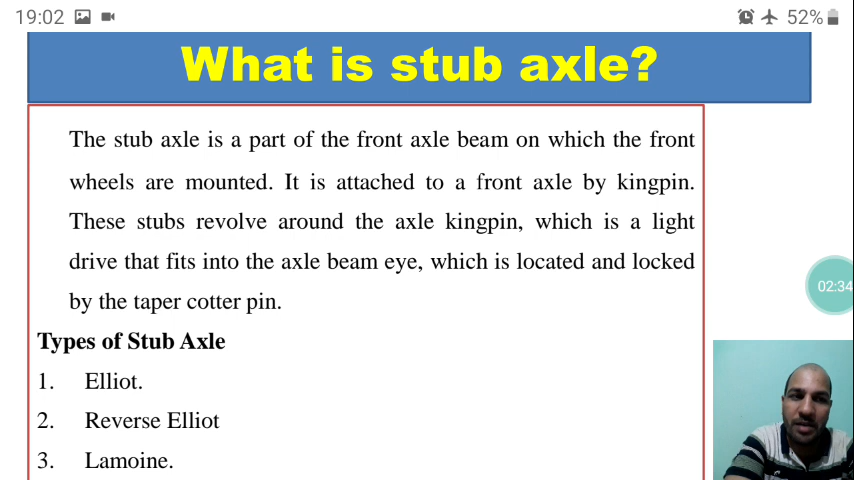 19:02
52%
What is stub axle?
The stub axle is a part of the front axle beam on which the front
wheels are mounted. It is attached to a front axle by kingpin.
These stubs revolve around the axle kingpin, which is a light
drive that fits into the axle beam eye, which is located and locked
by the taper cotter pin.
Types of Stub Axle
1. Elliot.
2. Reverse Elliot
3. Lamoine.
02:34